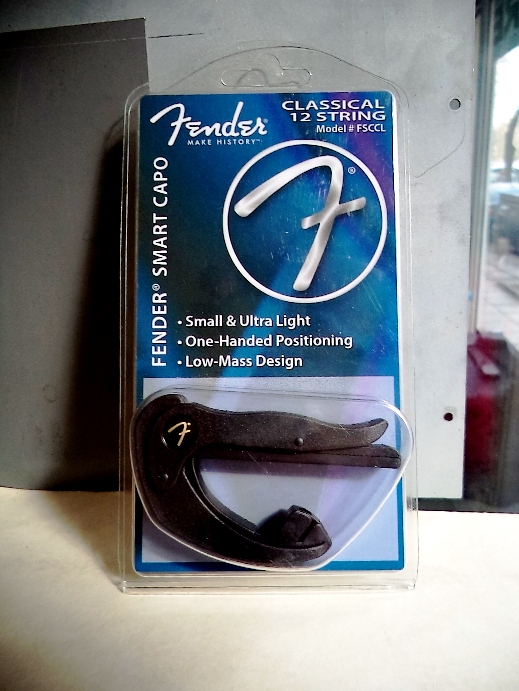 Fender®
MAKE HISTORY™
CLASSICAL
12 STRING
Model # FSCCL
F®
FENDER® SMART CAPO
• Small & Ultra Light
• One-Handed Positioning
• Low-Mass Design
F